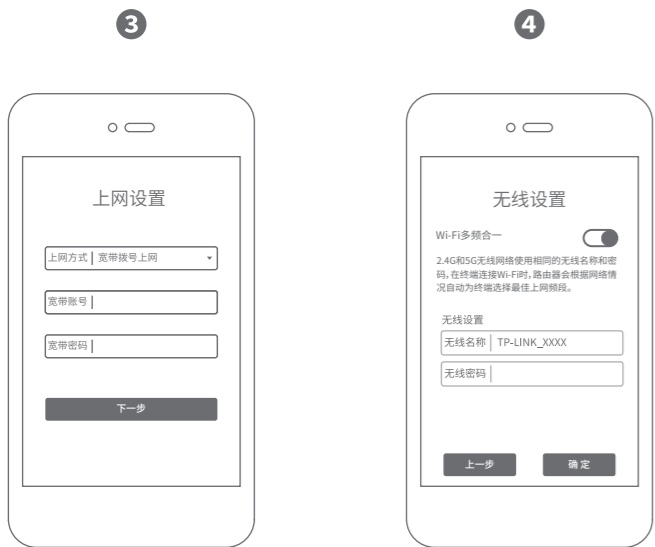 3
上网设置
上网方式 宽带拨号上网
宽带账号
宽带密码
下一步
4
无线设置
Wi-Fi多频合一
2.4G和5G无线网络使用相同的无线名称和密
码，在终端连接Wi-Fi时，路由器会根据网络情
况自动为终端选择最佳上网频段。
无线设置
无线名称 TP-LINK_XXXX
无线密码
上一步 确 定